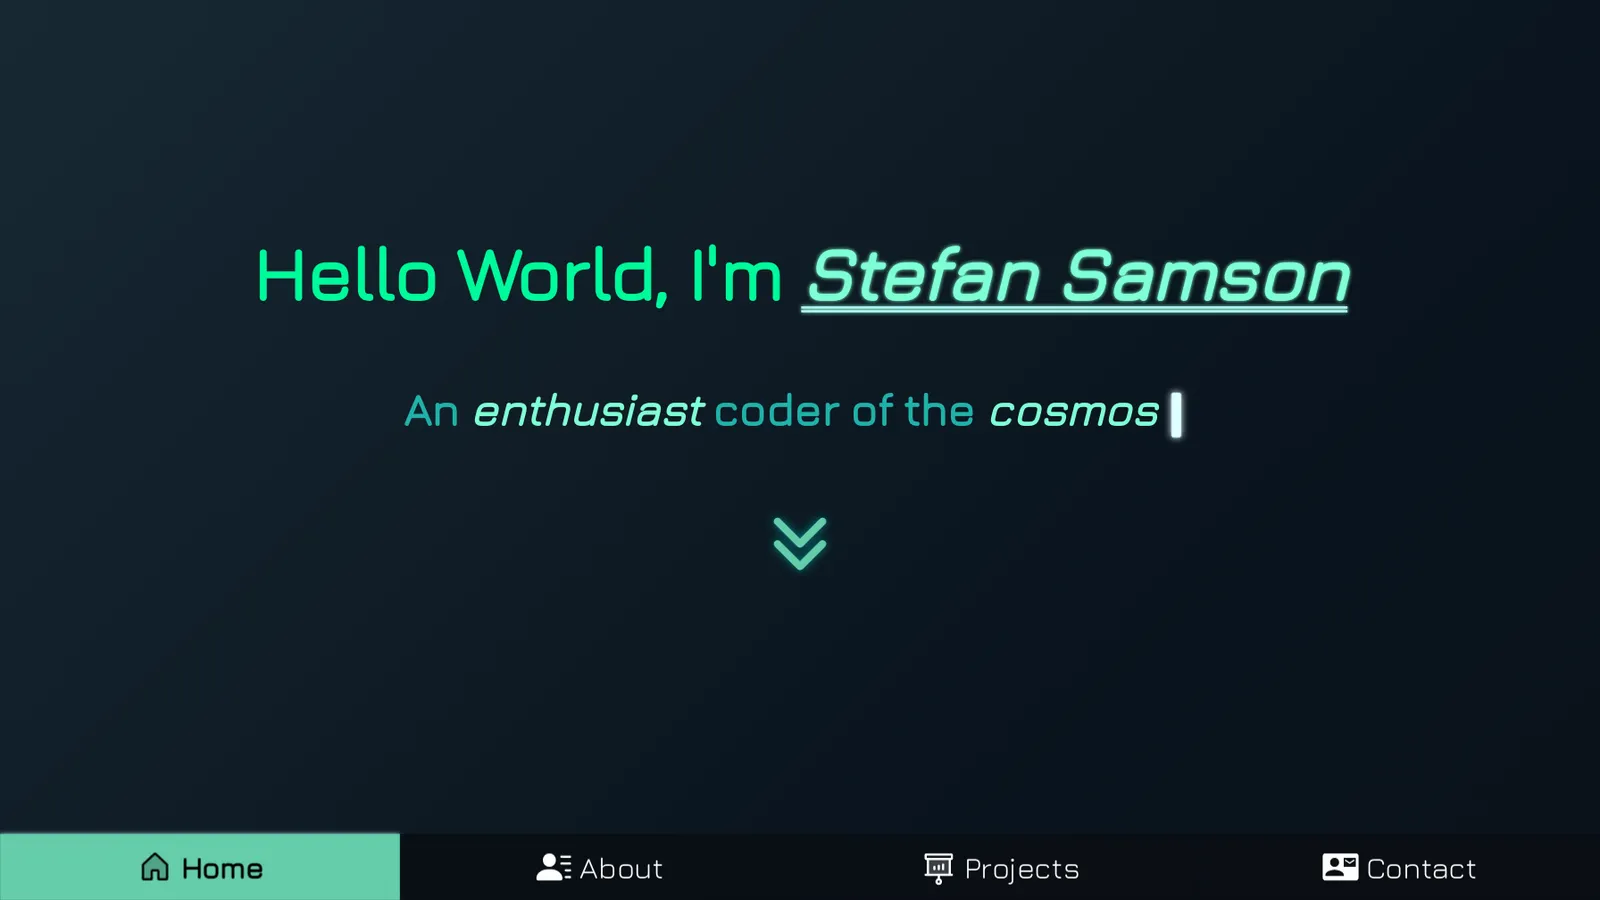 Hello World, I'm Stefan Samson
An enthusiast coder of the cosmos
Home About Projects Contact